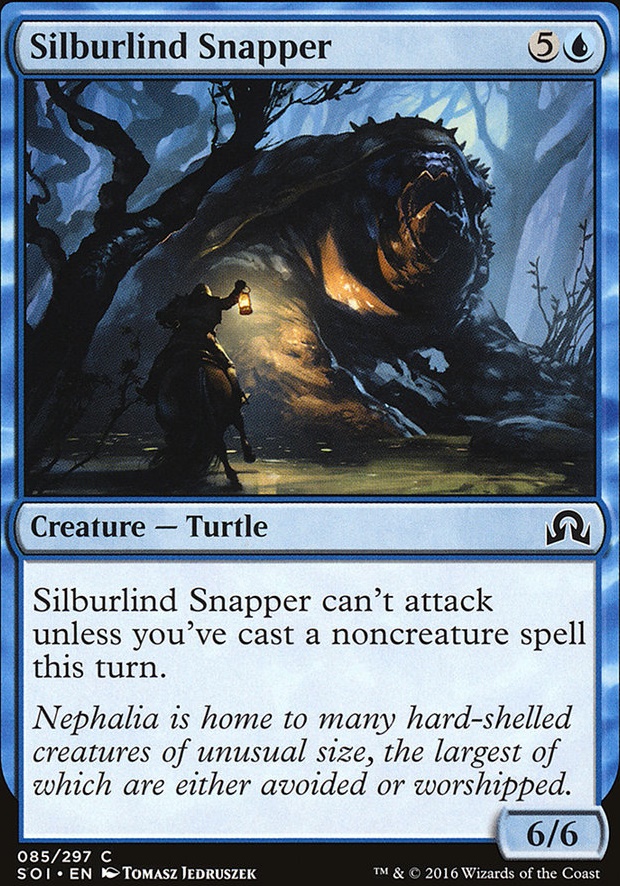 Silburlind Snapper 5
Creature — Turtle
Silburlind Snapper can't attack
unless you've cast a noncreature spell
this turn.
Nephalia is home to many hard-shelled
creatures of unusual size, the largest of
which are either avoided or worshipped.
6/6
085/297 C
SOI • EN Tomasz Jedruszek
™ & © 2016 Wizards of the Coast